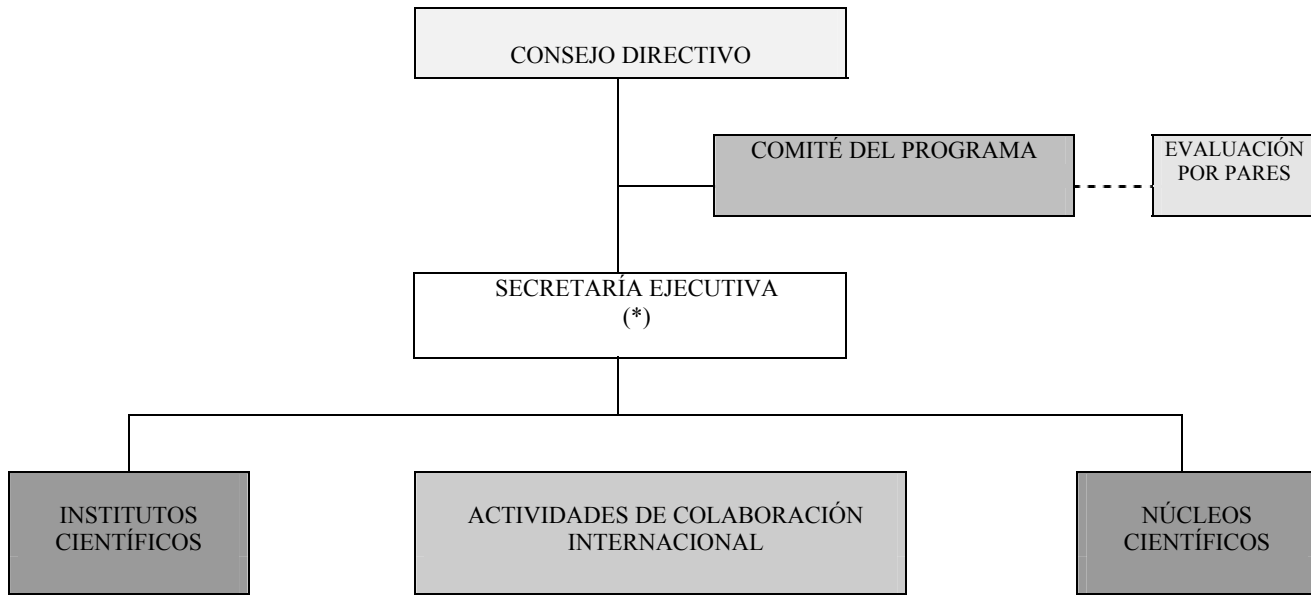 CONSEJO DIRECTIVO
COMITÉ DEL PROGRAMA
EVALUACIÓN
POR PARES
SECRETARÍA EJECUTIVA
(*)
INSTITUTOS
CIENTÍFICOS
ACTIVIDADES DE COLABORACIÓN
INTERNACIONAL
NÚCLEOS
CIENTÍFICOS